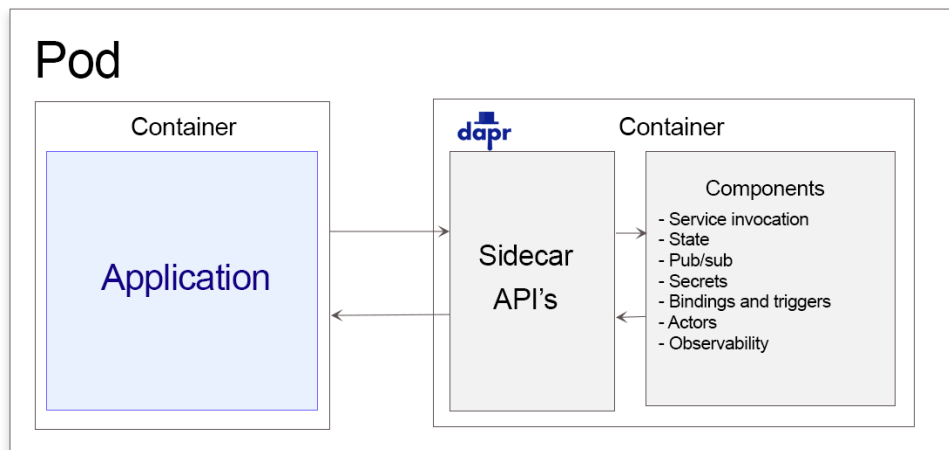 Pod
Container
Application
dapr
Container
Sidecar
API's
Components
- Service invocation
- State
- Pub/sub
- Secrets
- Bindings and triggers
- Actors
- Observability